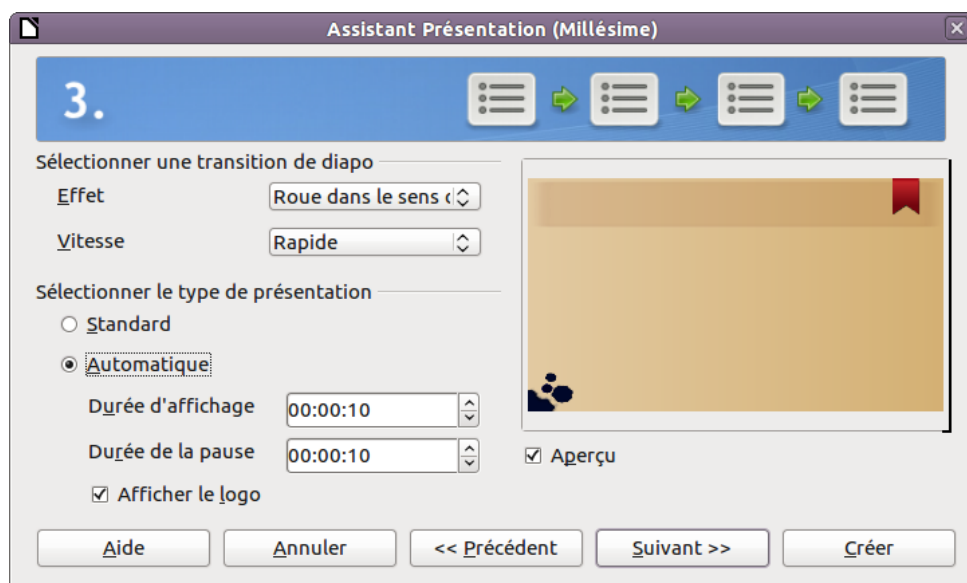 Assistant Présentation (Millésime)
3.
Sélectionner une transition de diapo
Effet
Roue dans le sens
Vitesse
Rapide
Sélectionner le type de présentation
Standard
Automatique
Durée d'affichage
00:00:10
Durée de la pause
00:00:10
Afficher le logo
Aperçu
Aide
Annuler
<< Précédent
Suivant >>
Créer